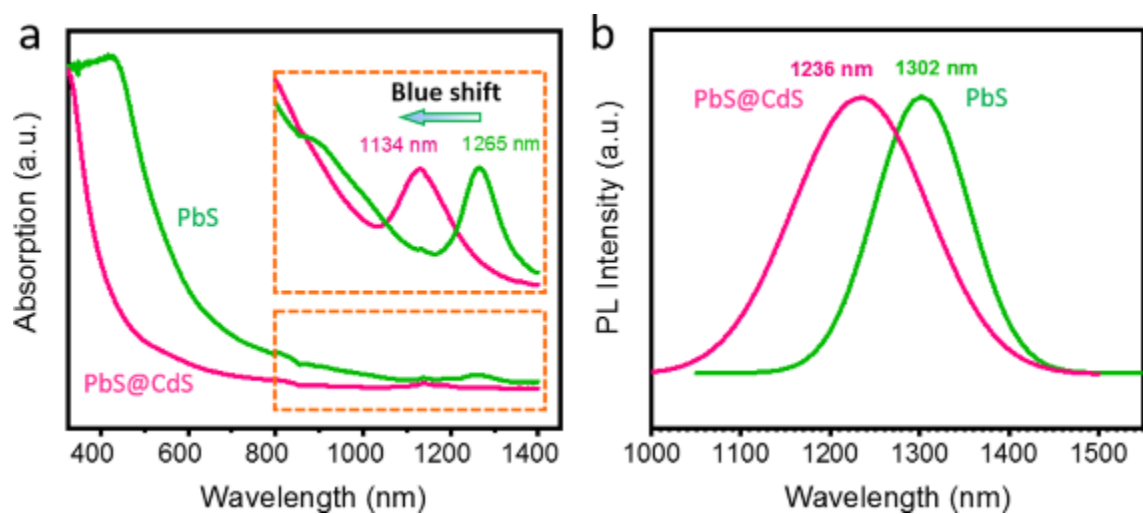 a
Absorption (a.u.)
Blue shift
1134 nm
1265 nm
PbS
PbS@CdS
400 600 800 1000 1200 1400
Wavelength (nm)
b
PL Intensity (a.u.)
1236 nm
1302 nm
PbS@CdS
PbS
1000 1100 1200 1300 1400 1500
Wavelength (nm)